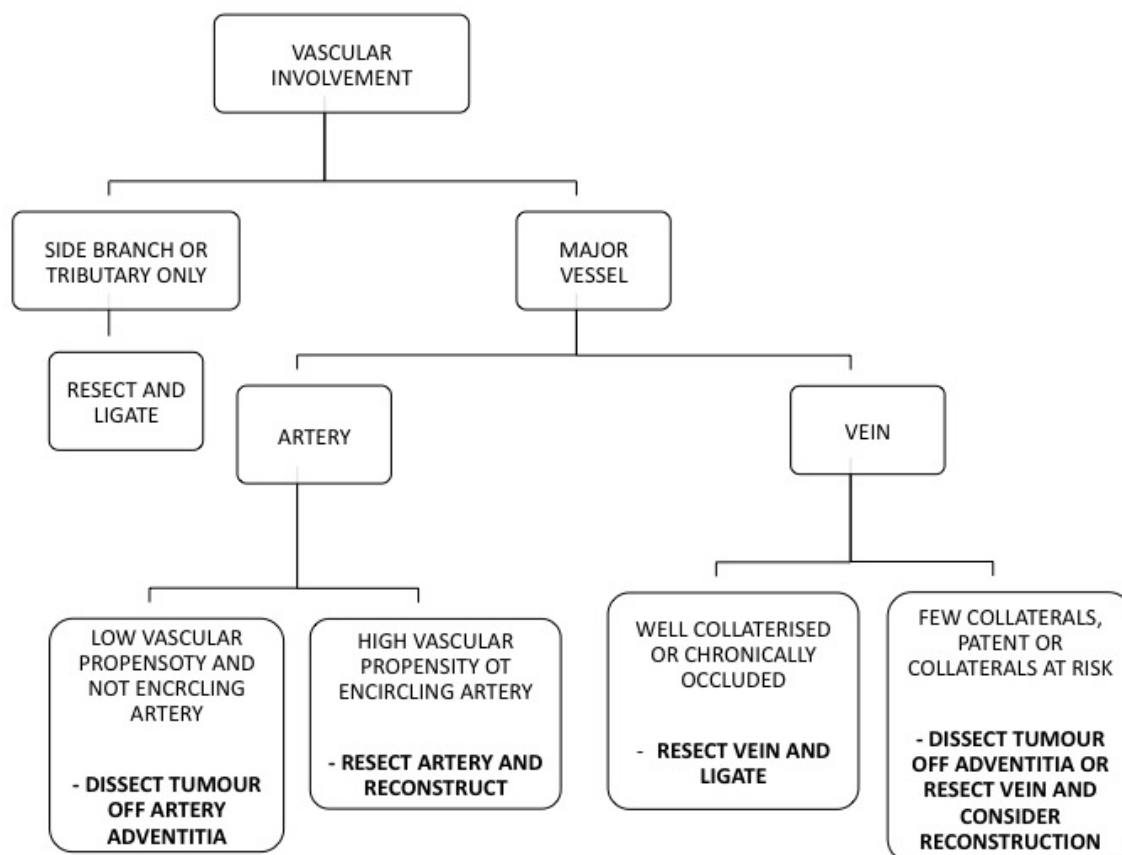 VASCULAR
INVOLVEMENT
SIDE BRANCH OR
TRIBUTARY ONLY
MAJOR
VESSEL
RESECT AND
LIGATE
ARTERY
VEIN
LOW VASCULAR
PROPENSOTY AND
NOT ENCRCLING
ARTERY
- DISSECT TUMOUR
OFF ARTERY
ADVENTITIA
HIGH VASCULAR
PROPENSITY OT
ENCIRCLING ARTERY
- RESECT ARTERY AND
RECONSTRUCT
WELL COLLATERISED
OR CHRONICALLY
OCCLUDED
- RESECT VEIN AND
LIGATE
FEW COLLATERALS,
PATENT OR
COLLATERALS AT RISK
- DISSECT TUMOUR
OFF ADVENTITIA OR
RESECT VEIN AND
CONSIDER
RECONSTRUCTION